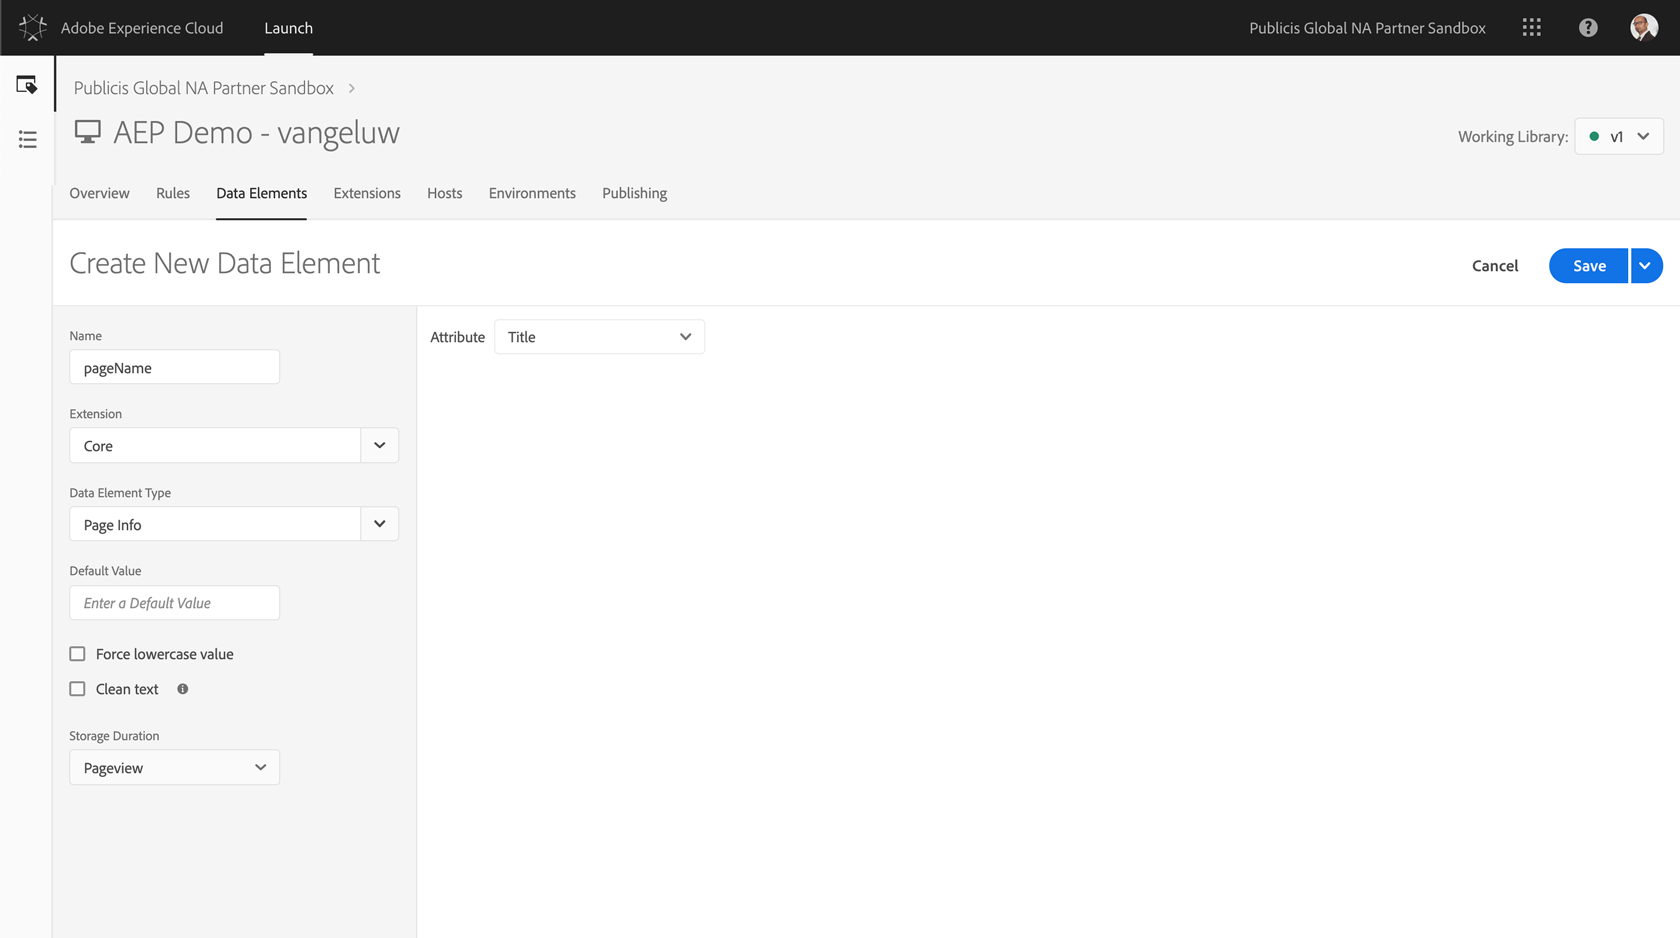 Adobe Experience Cloud
Launch
Publicis Global NA Partner Sandbox
Publicis Global NA Partner Sandbox
AEP Demo - vangeluw
Working Library:
v1
Overview
Rules
Data Elements
Extensions
Hosts
Environments
Publishing
Create New Data Element
Cancel
Save
Name
pageName
Extension
Core
Data Element Type
Page Info
Default Value
Enter a Default Value
Force lowercase value
Clean text
Storage Duration
Pageview
Attribute
Title